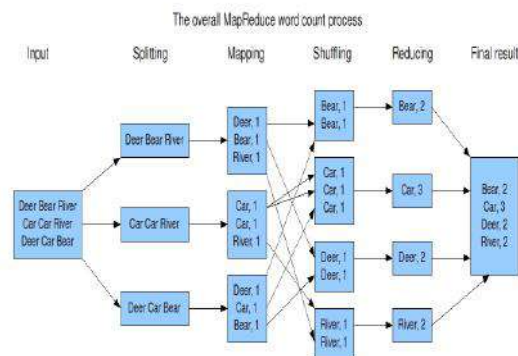 The overall MapReduce word count process
Input
Splitting
Mapping
Shuffling
Reducing
Final result
Deer Bear River
Car Car River
Deer Car Bear
Deer Bear River
Car Car River
Deer Car Bear
Deer, 1
Bear, 1
River, 1
Car, 1
Car, 1
River, 1
Deer, 1
Car, 1
Bear, 1
Bear, 1
Bear, 1
Car, 1
Car, 1
Car, 1
Deer, 1
Deer, 1
River, 1
River, 1
Bear, 2
Car, 3
Deer, 2
River, 2
Bear, 2
Car, 3
Deer, 2
River, 2